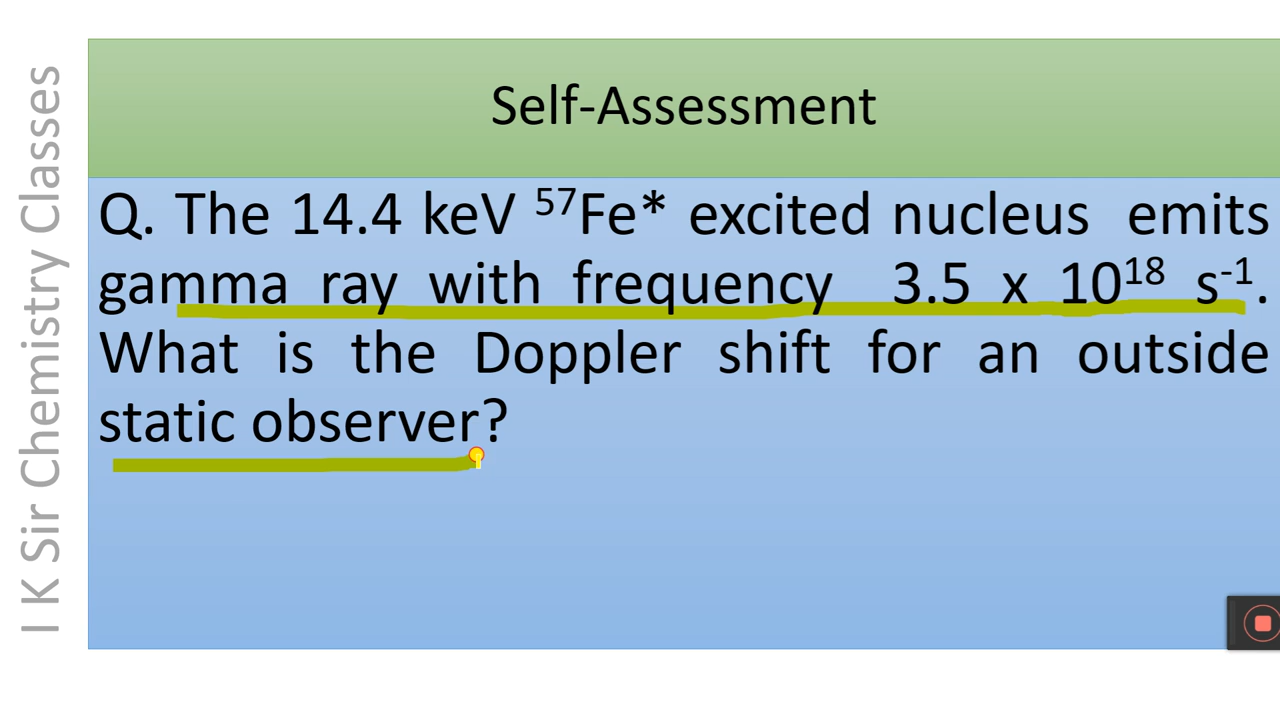 I K Sir Chemistry Classes
Self-Assessment
Q. The 14.4 keV ⁵⁷Fe* excited nucleus emits
gamma ray with frequency 3.5 x 10¹⁸ s⁻¹.
What is the Doppler shift for an outside
static observer?